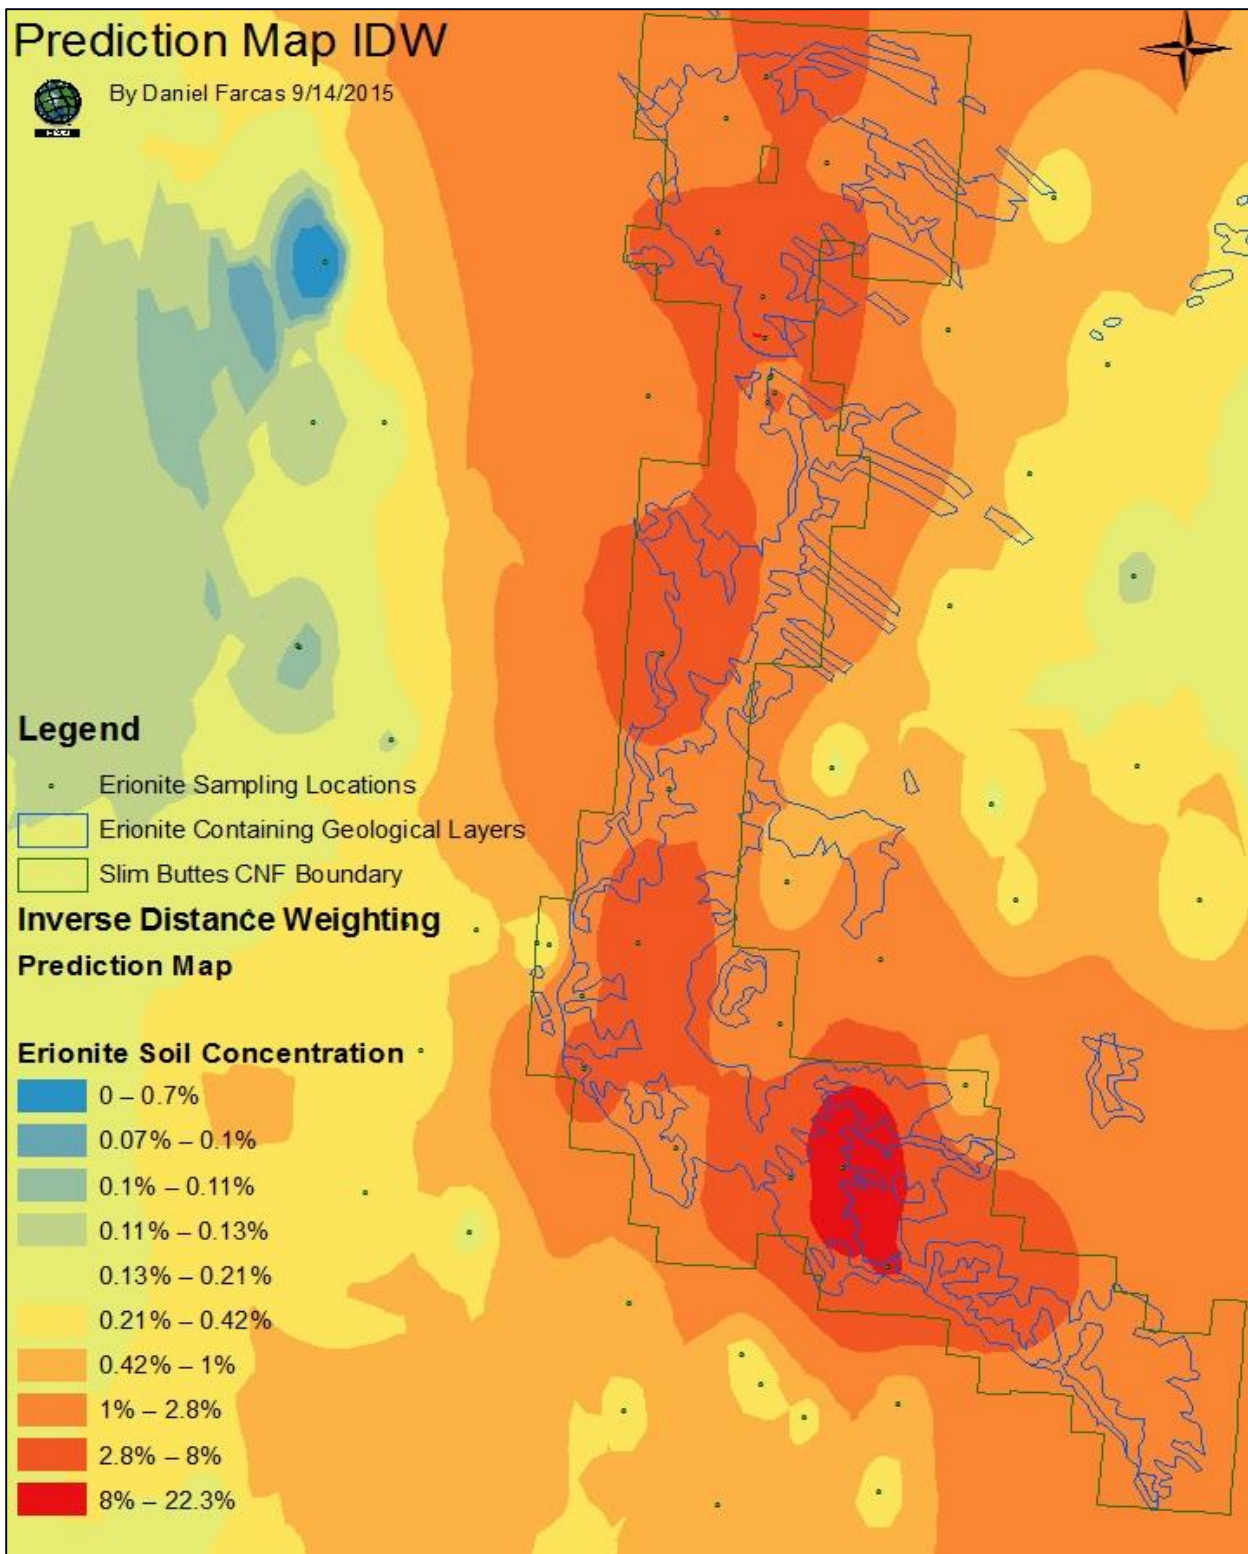 Prediction Map IDW
By Daniel Farcas 9/14/2015
Legend
Erionite Sampling Locations
Erionite Containing Geological Layers
Slim Buttes CNF Boundary
Inverse Distance Weighting
Prediction Map
Erionite Soil Concentration
0 – 0.7%
0.07% – 0.1%
0.1% – 0.11%
0.11% – 0.13%
0.13% – 0.21%
0.21% – 0.42%
0.42% – 1%
1% – 2.8%
2.8% – 8%
8% – 22.3%